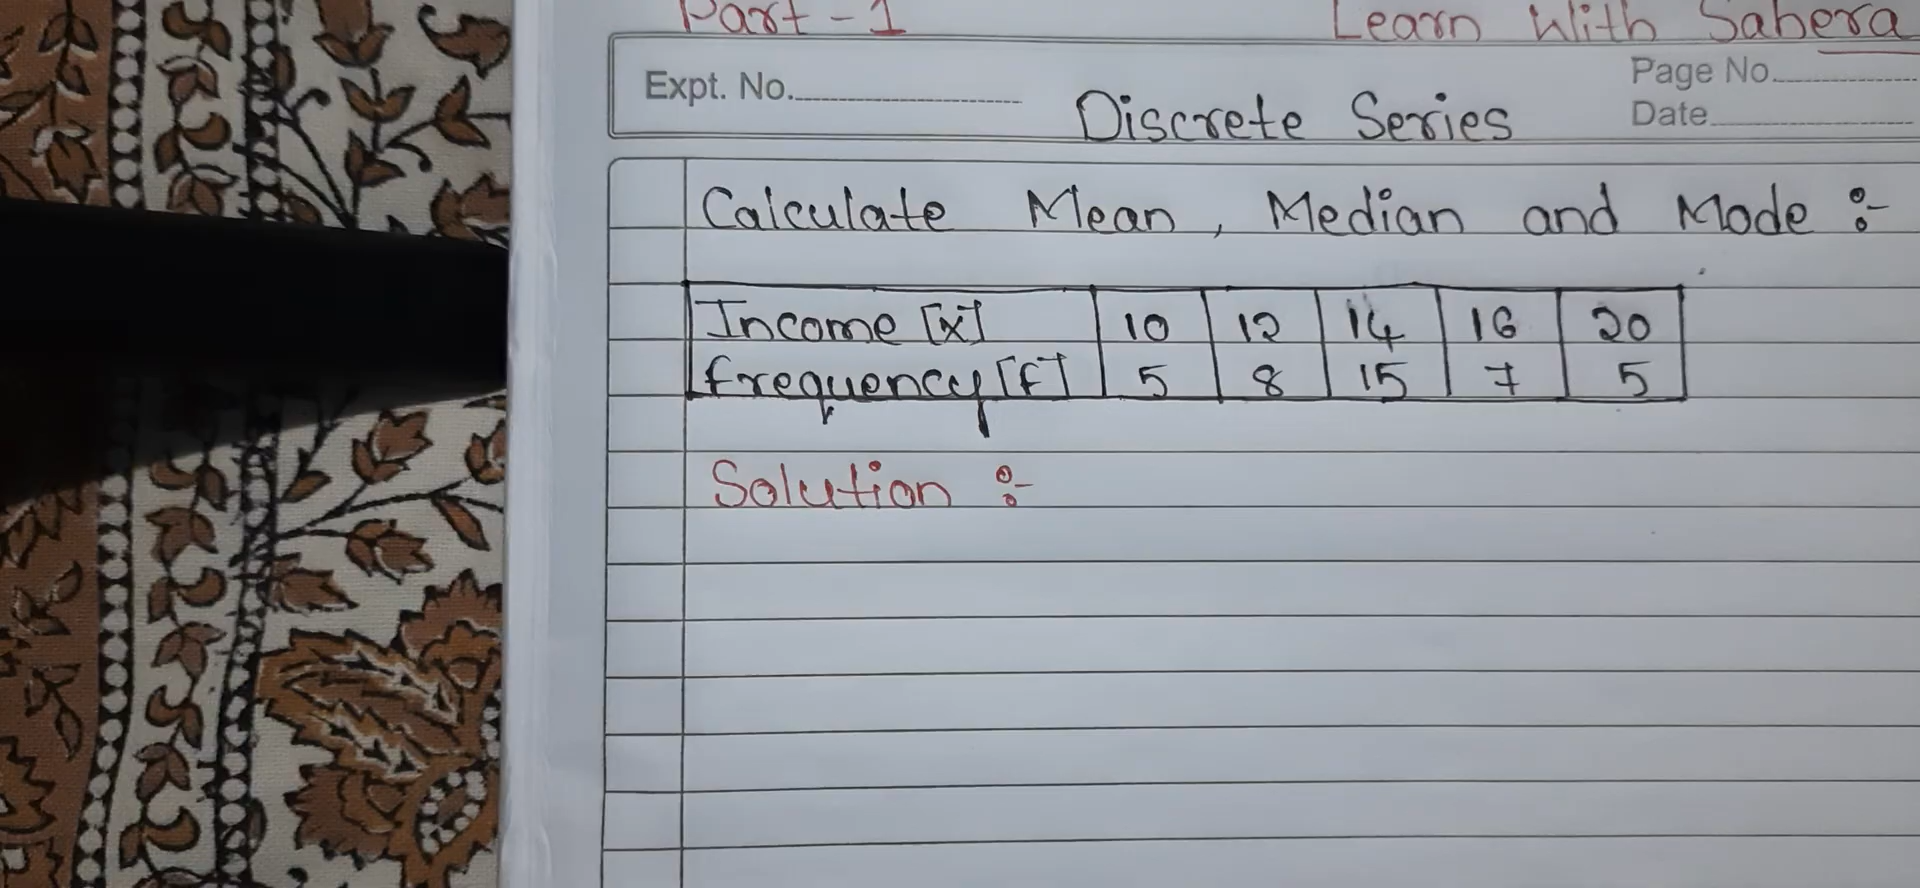 Part - 1 Learn With Sabera
Expt. No. Page No.
Discrete Series
Date
Calculate Mean, Median and Mode :-
Income [x] 10 12 14 16 20
frequency [f] 5 8 15 7 5
Solution :-